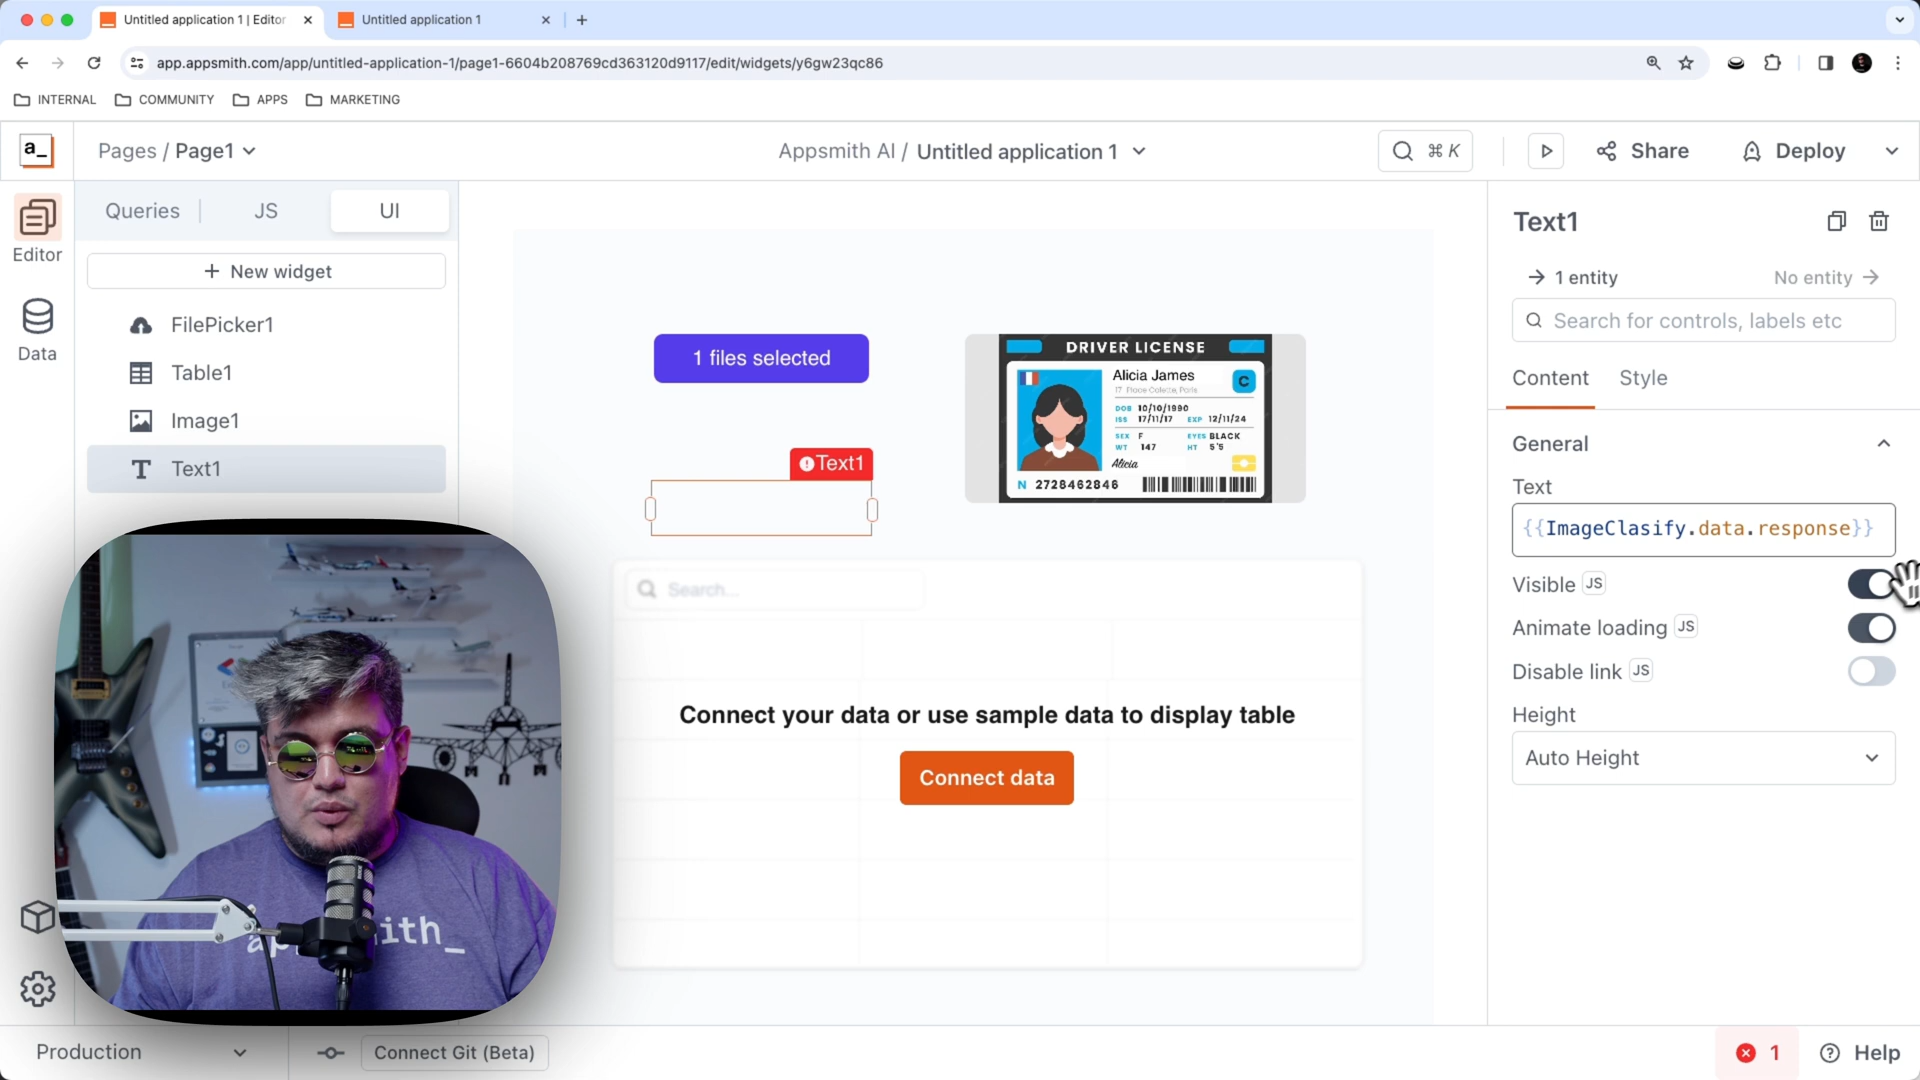 Untitled application 1 | Editor
Untitled application 1
app.appsmith.com/app/untitled-application-1/page1-6604b208769cd363120d9117/edit/widgets/y6gw23qc86
INTERNAL
COMMUNITY
APPS
MARKETING
a_
Pages / Page1
Appsmith AI / Untitled application 1
⌘ K
Share
Deploy
Editor
Data
Queries
JS
UI
+ New widget
FilePicker1
Table1
Image1
Text1
1 files selected
DRIVER LICENSE
Alicia James
C
17 Place Colette, Paris
DOB 10/10/1990
ISS 17/11/17 EXP 12/11/24
SEX F EYES BLACK
WT 147 HT 5'5
Alicia
N 2728462846
Text1
Search...
Connect your data or use sample data to display table
Connect data
Text1
1 entity
No entity
Search for controls, labels etc
Content
Style
General
Text
{{ImageClasify.data.response}}
Visible JS
Animate loading JS
Disable link JS
Height
Auto Height
ith_
Production
Connect Git (Beta)
1
Help